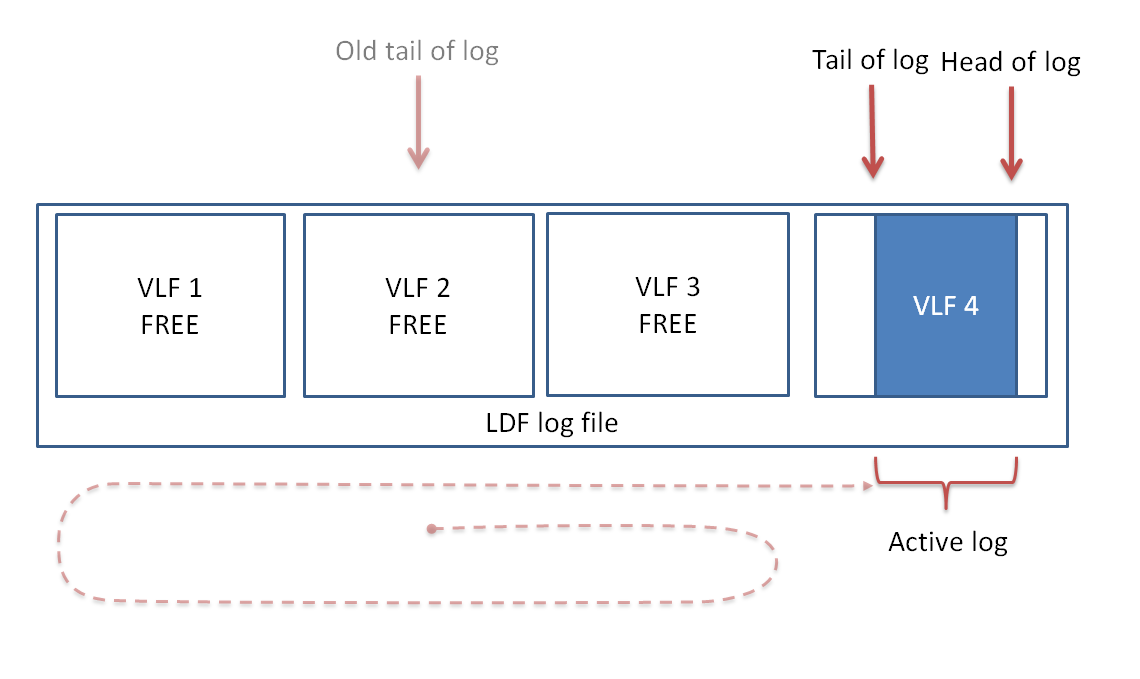 Old tail of log
Tail of log
Head of log
VLF 1
FREE
VLF 2
FREE
VLF 3
FREE
VLF 4
LDF log file
Active log